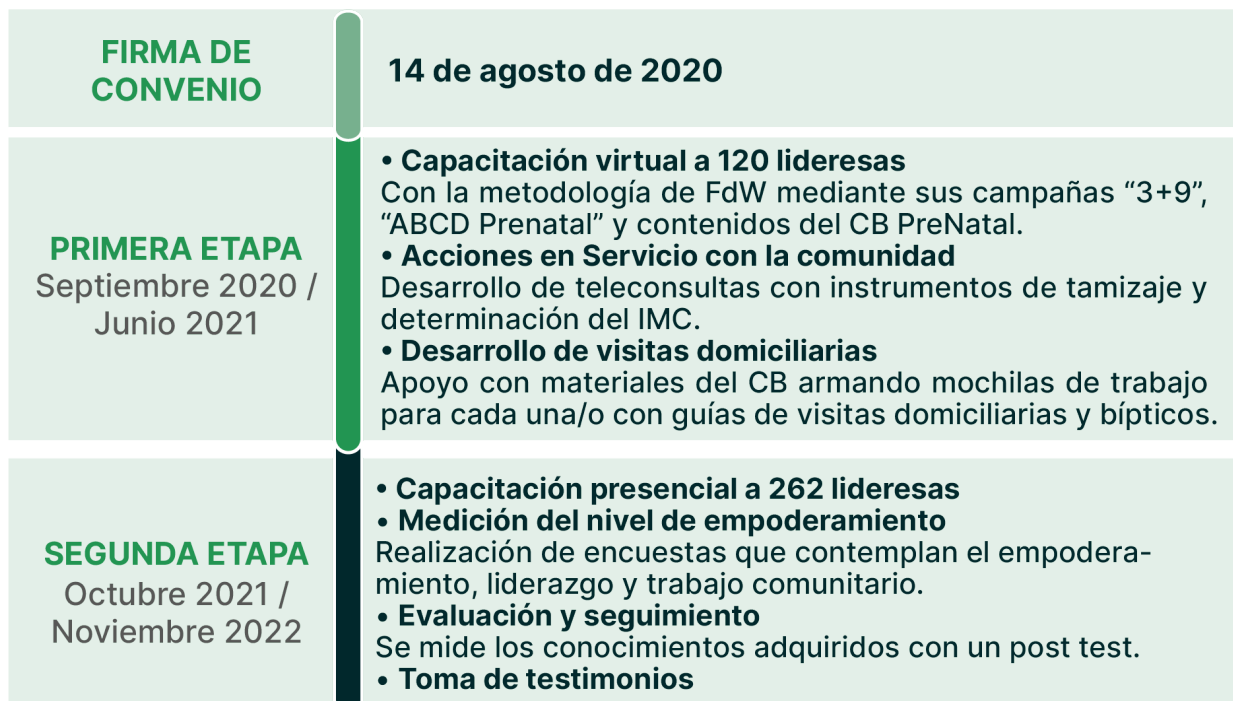 FIRMA DE
CONVENIO
14 de agosto de 2020
PRIMERA ETAPA
Septiembre 2020 /
Junio 2021
• Capacitación virtual a 120 lideresas
Con la metodología de FdW mediante sus campañas “3+9”,
“ABCD Prenatal” y contenidos del CB PreNatal.
• Acciones en Servicio con la comunidad
Desarrollo de teleconsultas con instrumentos de tamizaje y
determinación del IMC.
• Desarrollo de visitas domiciliarias
Apoyo con materiales del CB armando mochilas de trabajo
para cada una/o con guías de visitas domiciliarias y bípticos.
SEGUNDA ETAPA
Octubre 2021 /
Noviembre 2022
• Capacitación presencial a 262 lideresas
• Medición del nivel de empoderamiento
Realización de encuestas que contemplan el empodera-
miento, liderazgo y trabajo comunitario.
• Evaluación y seguimiento
Se mide los conocimientos adquiridos con un post test.
• Toma de testimonios